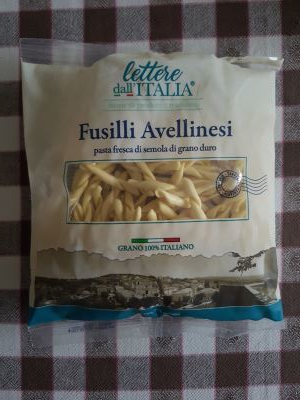 lettere
dall'ITALIA®
Fusilli Avellinesi
pasta fresca di semola di grano duro
GRANO 100% ITALIANO